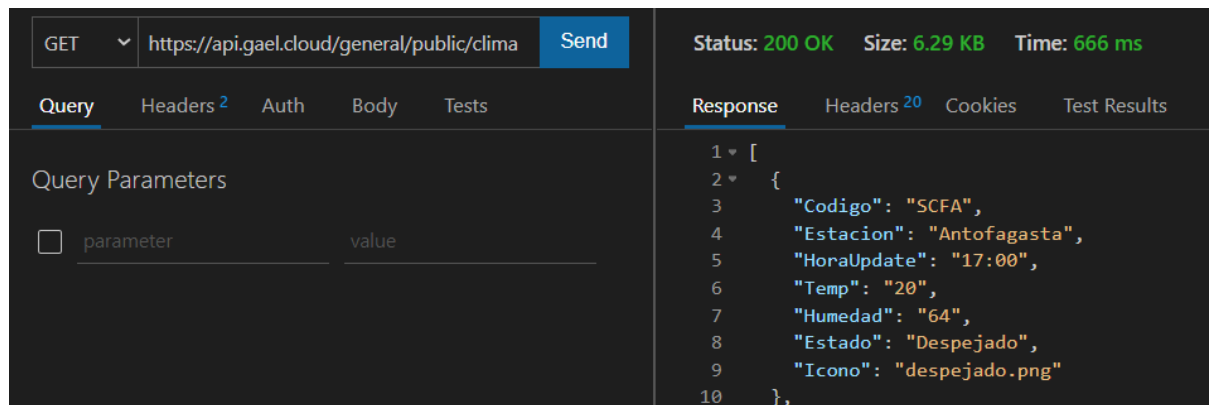 GET https://api.gael.cloud/general/public/clima Send
Query Headers 2 Auth Body Tests
Query Parameters
parameter value
Status: 200 OK Size: 6.29 KB Time: 666 ms
Response Headers 20 Cookies Test Results
1 [
2 {
3 "Codigo": "SCFA",
4 "Estacion": "Antofagasta",
5 "HoraUpdate": "17:00",
6 "Temp": "20",
7 "Humedad": "64",
8 "Estado": "Despejado",
9 "Icono": "despejado.png"
10 },